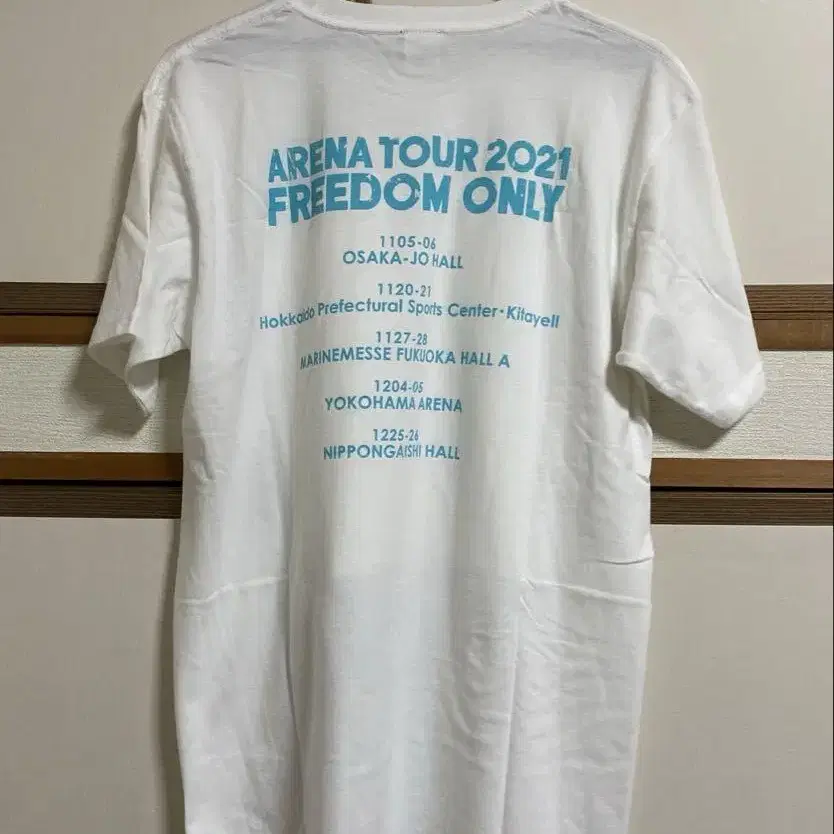 ARENA TOUR 2021
FREEDOM ONLY
1105-06
OSAKA-JO HALL
1120-21
Hokkaido Prefectural Sports Center・Kitayell
1127-28
MARINEMESSE FUKUOKA HALL A
1204-05
YOKOHAMA ARENA
1225-26
NIPPONGAISHI HALL